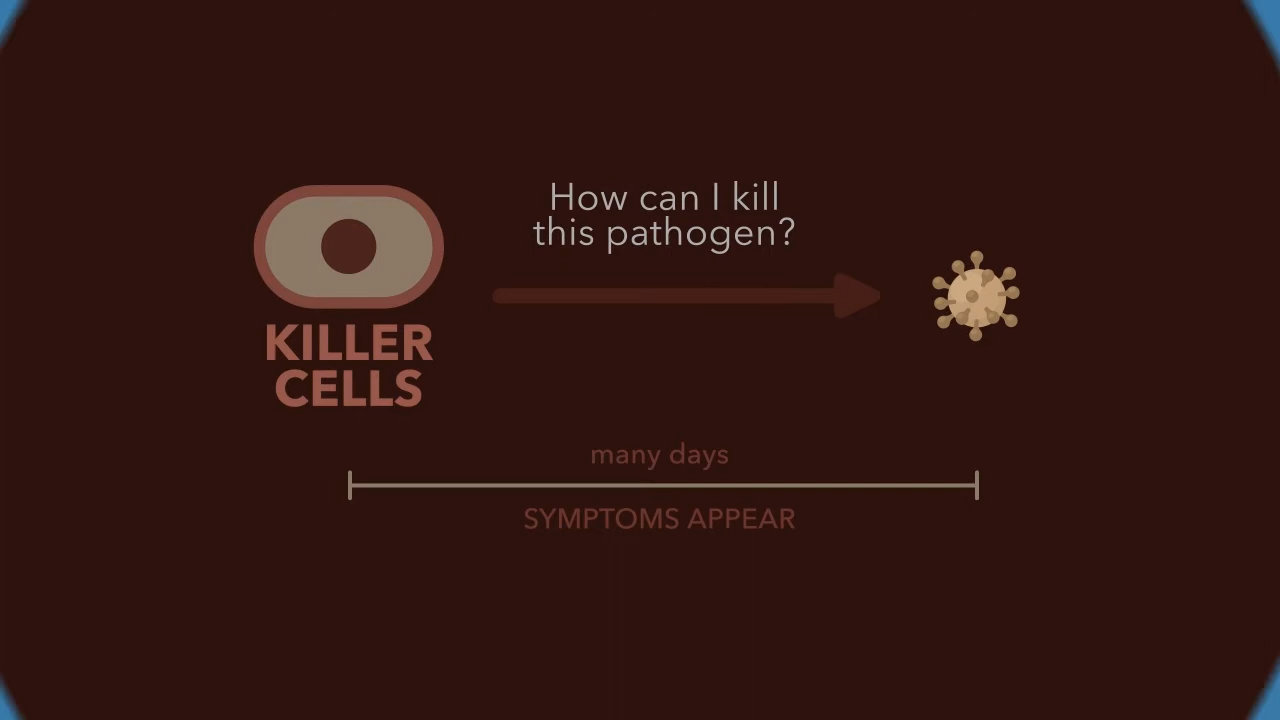 How can I kill
this pathogen?
KILLER
CELLS
many days
SYMPTOMS APPEAR